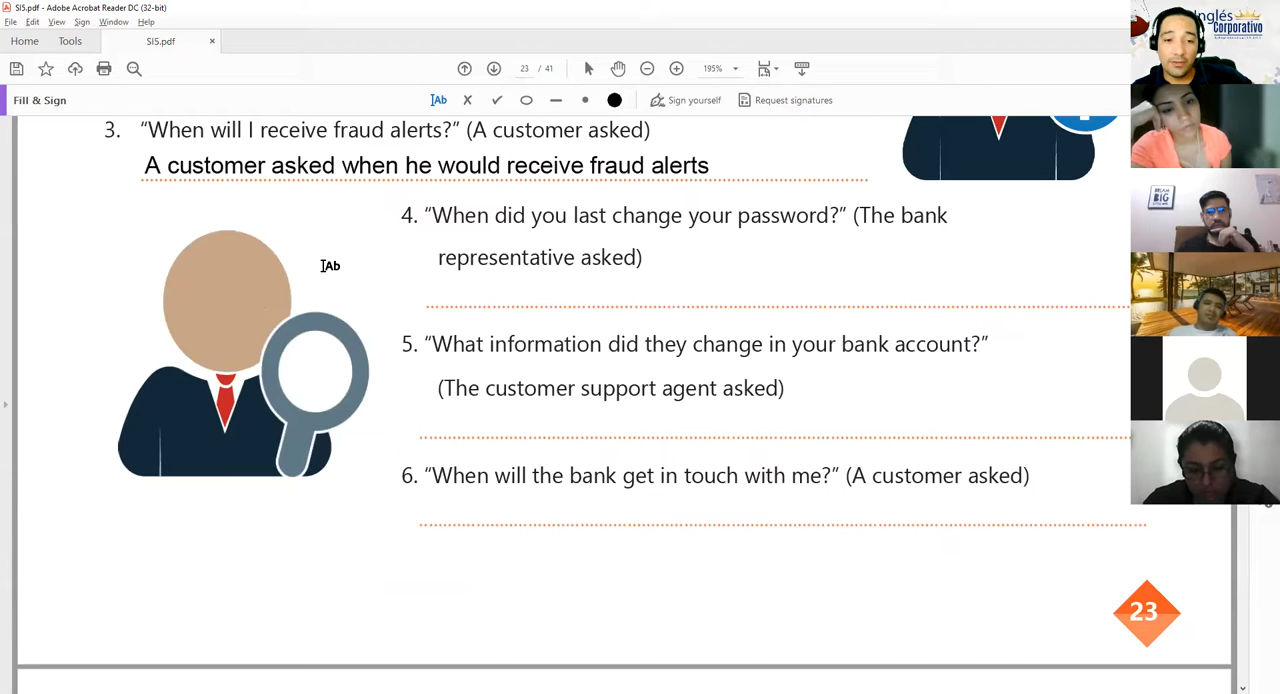 SI5.pdf - Adobe Acrobat Reader DC (32-bit)
File Edit View Sign Window Help
Home Tools SI5.pdf ×
23 / 41 195%
Fill & Sign Ab Sign yourself Request signatures
Inglés
Corporativo
3. “When will I receive fraud alerts?” (A customer asked)
A customer asked when he would receive fraud alerts
4. “When did you last change your password?” (The bank
representative asked)
Ab
5. “What information did they change in your bank account?”
(The customer support agent asked)
6. “When will the bank get in touch with me?” (A customer asked)
23
DREAM
BIG